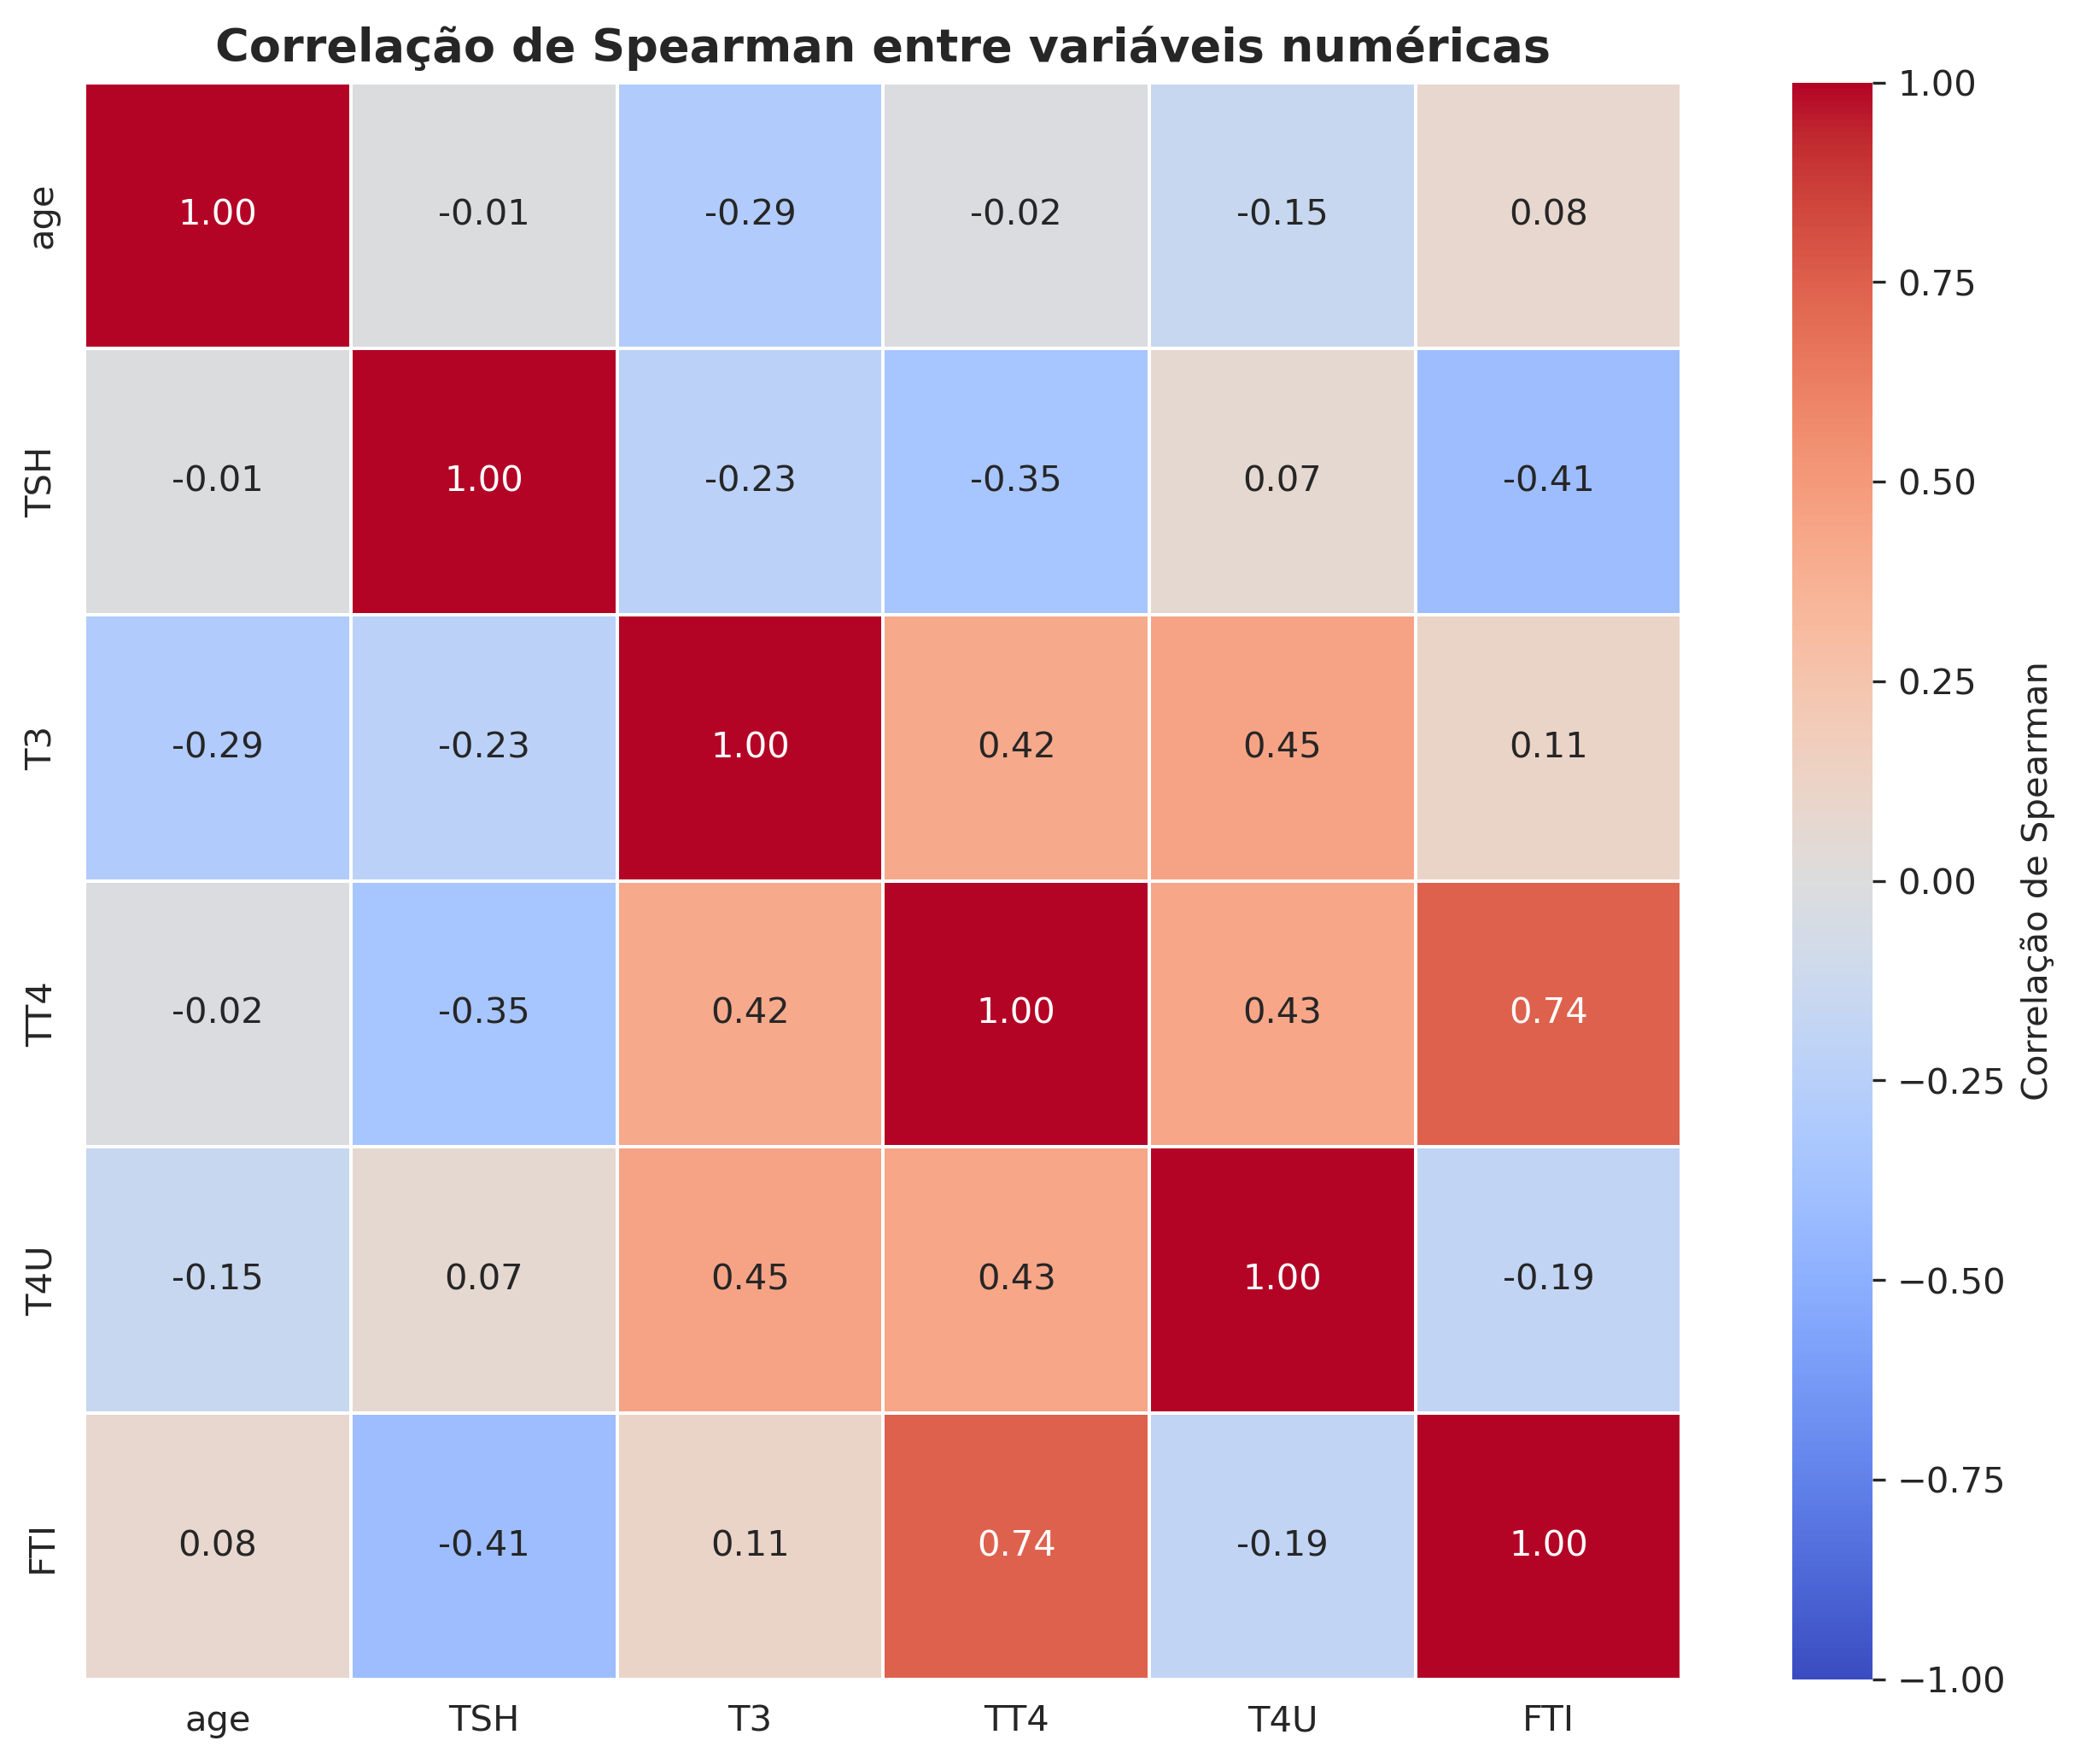 Correlação de Spearman entre variáveis numéricas
age 1.00 -0.01 -0.29 -0.02 -0.15 0.08
TSH -0.01 1.00 -0.23 -0.35 0.07 -0.41
T3 -0.29 -0.23 1.00 0.42 0.45 0.11
TT4 -0.02 -0.35 0.42 1.00 0.43 0.74
T4U -0.15 0.07 0.45 0.43 1.00 -0.19
FTI 0.08 -0.41 0.11 0.74 -0.19 1.00
age TSH T3 TT4 T4U FTI
1.00
0.75
0.50
0.25
0.00
−0.25
−0.50
−0.75
−1.00
Correlação de Spearman